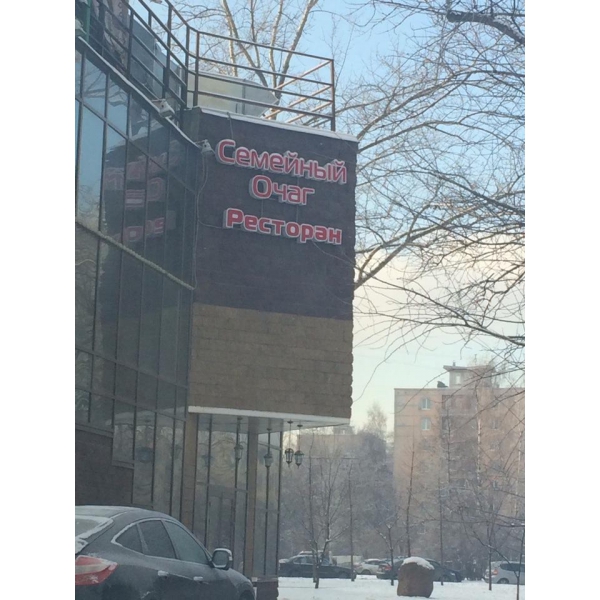 Семейный
Очаг
Ресторан